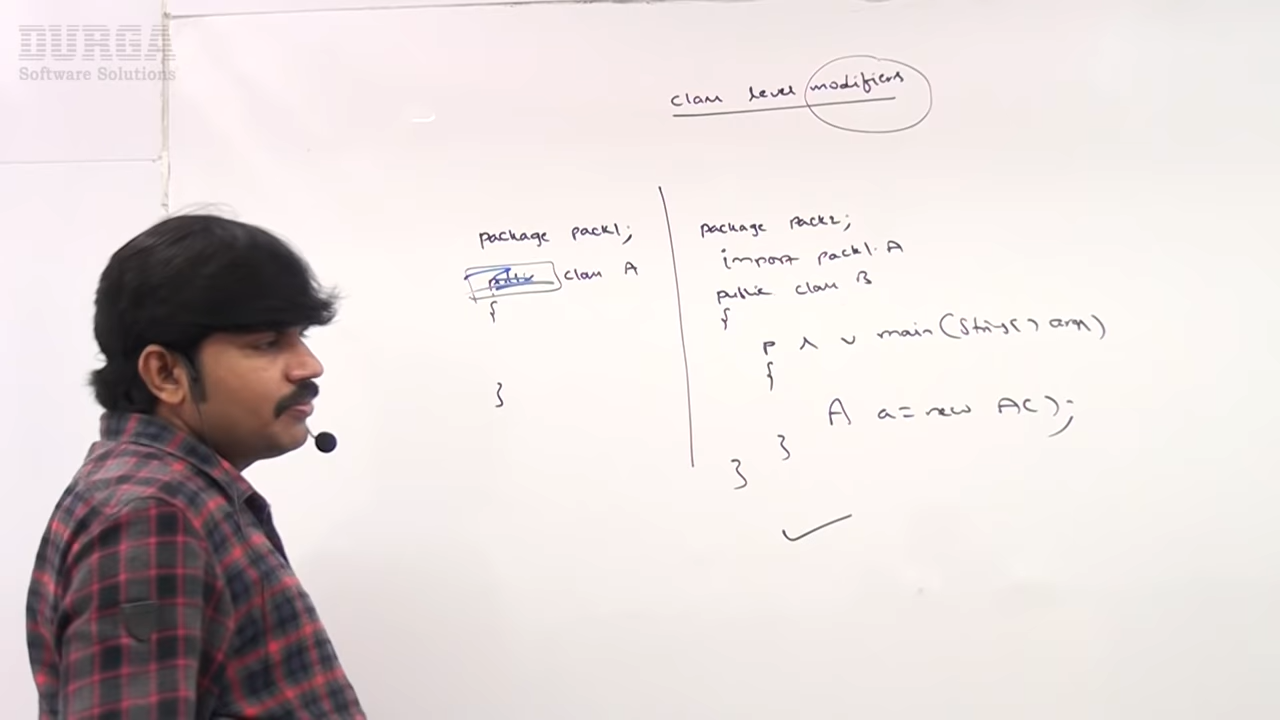 DURGA
Software Solutions
class level modifiers
package pack1;
public class A
{
}
package pack2;
import pack1.A
public class B
{
p s v main(String[] args)
{
A a=new A();
}
}